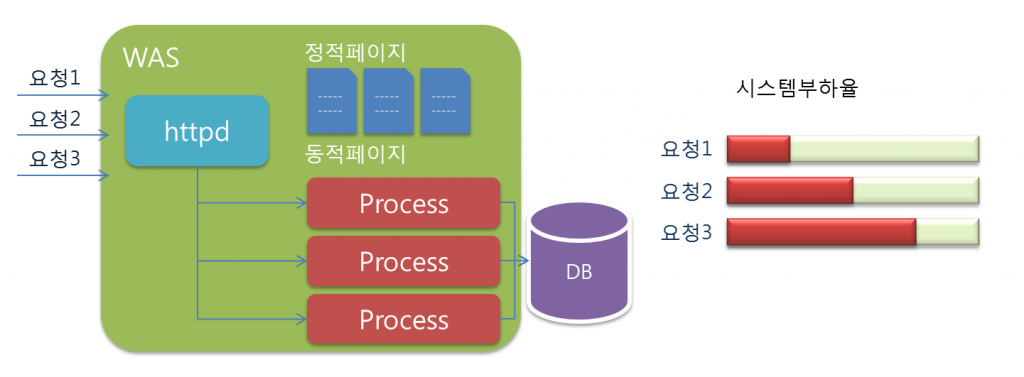 WAS
정적페이지
요청1
요청2
요청3
httpd
-----
-----
-----
-----
-----
-----
동적페이지
Process
Process
Process
DB
시스템부하율
요청1
요청2
요청3